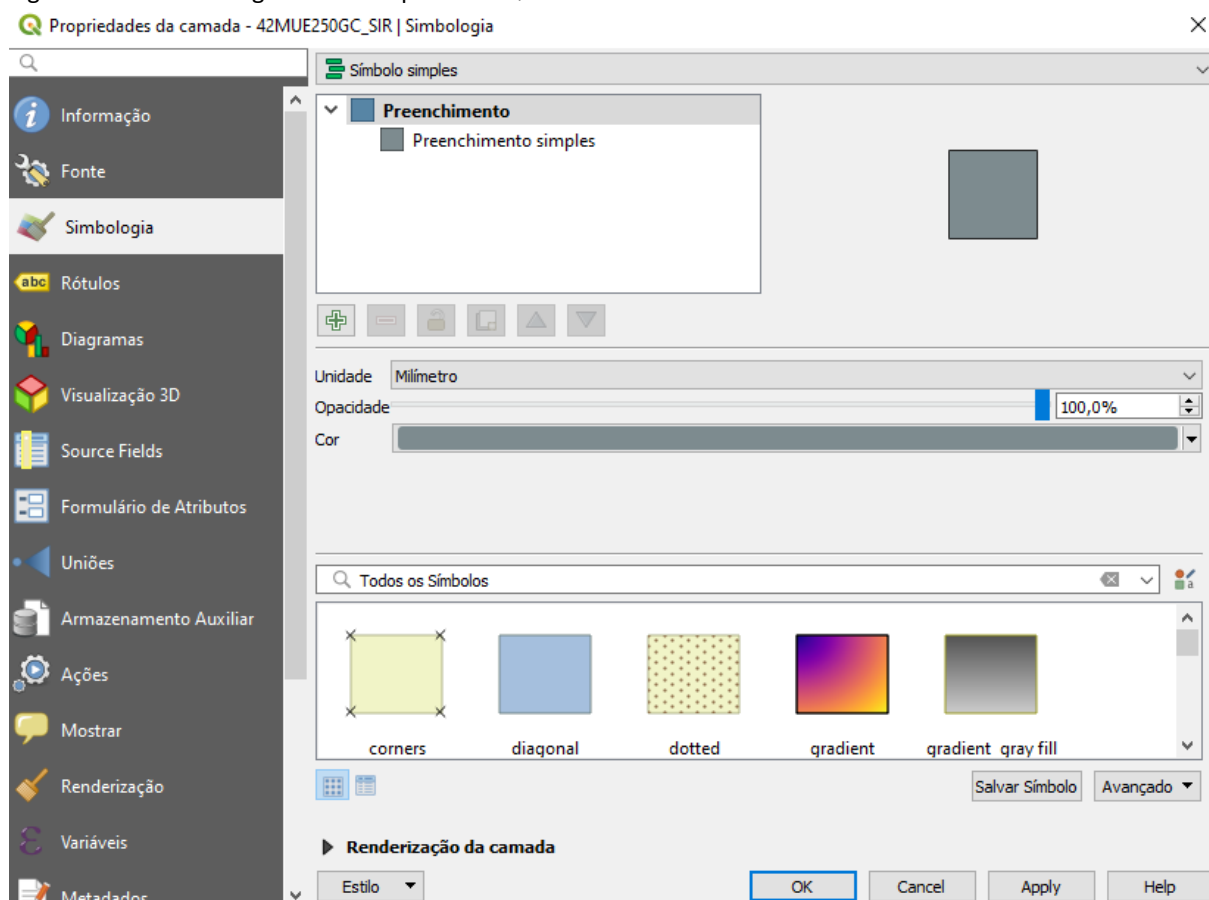 Propriedades da camada - 42MUE250GC_SIR | Simbologia
Símbolo simples
Informação
Fonte
Simbologia
Rótulos
Diagramas
Visualização 3D
Source Fields
Formulário de Atributos
Uniões
Armazenamento Auxiliar
Ações
Mostrar
Renderização
Variáveis
Metadados
Preenchimento
Preenchimento simples
Unidade Milímetro
Opacidade 100,0%
Cor
Todos os Símbolos
corners diagonal dotted gradient gradient gray fill
Salvar Símbolo Avançado
Renderização da camada
Estilo OK Cancel Apply Help